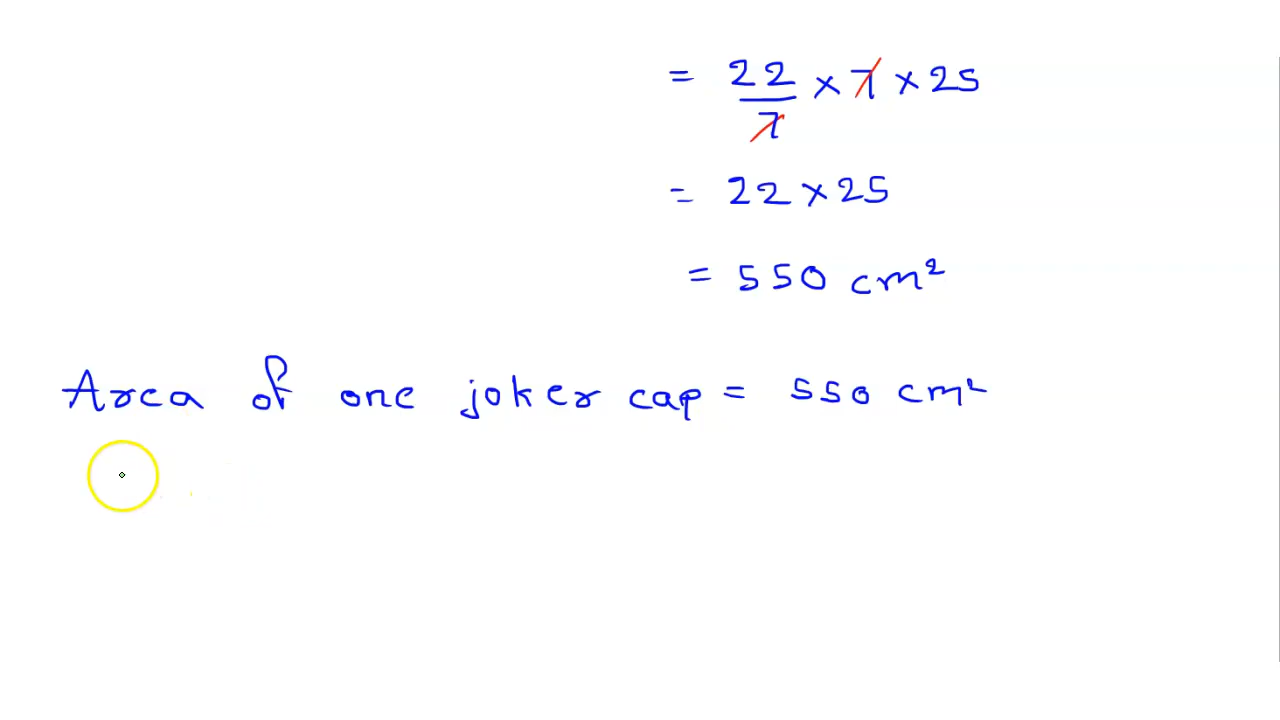 = 22/7 × 7 × 25
= 22 × 25
= 550 cm²
Area of one joker cap = 550 cm²